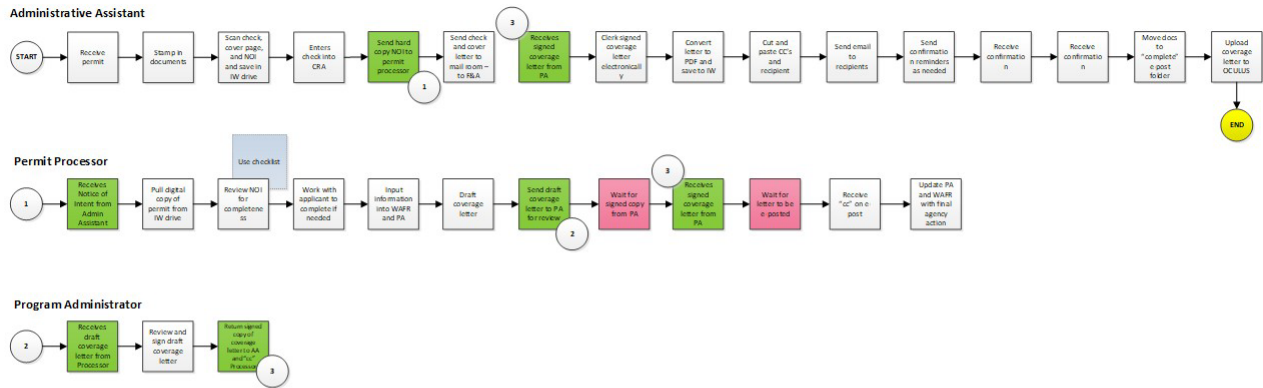 Administrative Assistant
3
START
Receive
permit
Stamp in
documents
Scan check,
cover page,
and NOI
and save in
IW drive
Enters
check into
CRA
Send hard
copy NOI to
permit
processor
1
Send check
and cover
letter to
mail room –
to F&A
Receives
signed
coverage
letter from
PA
Clerk signed
coverage
letter
electronicall
y
Convert
letter to
PDF and
save to IW
Cut and
paste CC's
and
recipient
Send email
to
recipients
Send
confirmatio
n reminders
as needed
Receive
confirmatio
n
Receive
confirmatio
n
Move docs
to
"complete"
e-post
folder
Upload
coverage
letter to
OCULUS
END
Permit Processor
Use checklist
1
Receives
Notice of
Intent from
Admin
Assistant
Pull digital
copy of
permit from
IW drive
Review NOI
for
completene
ss
Work with
applicant to
complete if
needed
Input
information
into WAFR
and PA
Draft
coverage
letter
Send draft
coverage
letter to PA
for review
2
Wait for
signed copy
from PA
3
Receives
signed
coverage
letter from
PA
Wait for
letter to be
e-posted
Receive
"cc" on e-
post
Update PA
and WAFR
with final
agency
action
Program Administrator
2
Receives
draft
coverage
letter from
Processor
Review and
sign draft
coverage
letter
Return signed
copy of
coverage
letter to AA
and "cc"
Processor
3